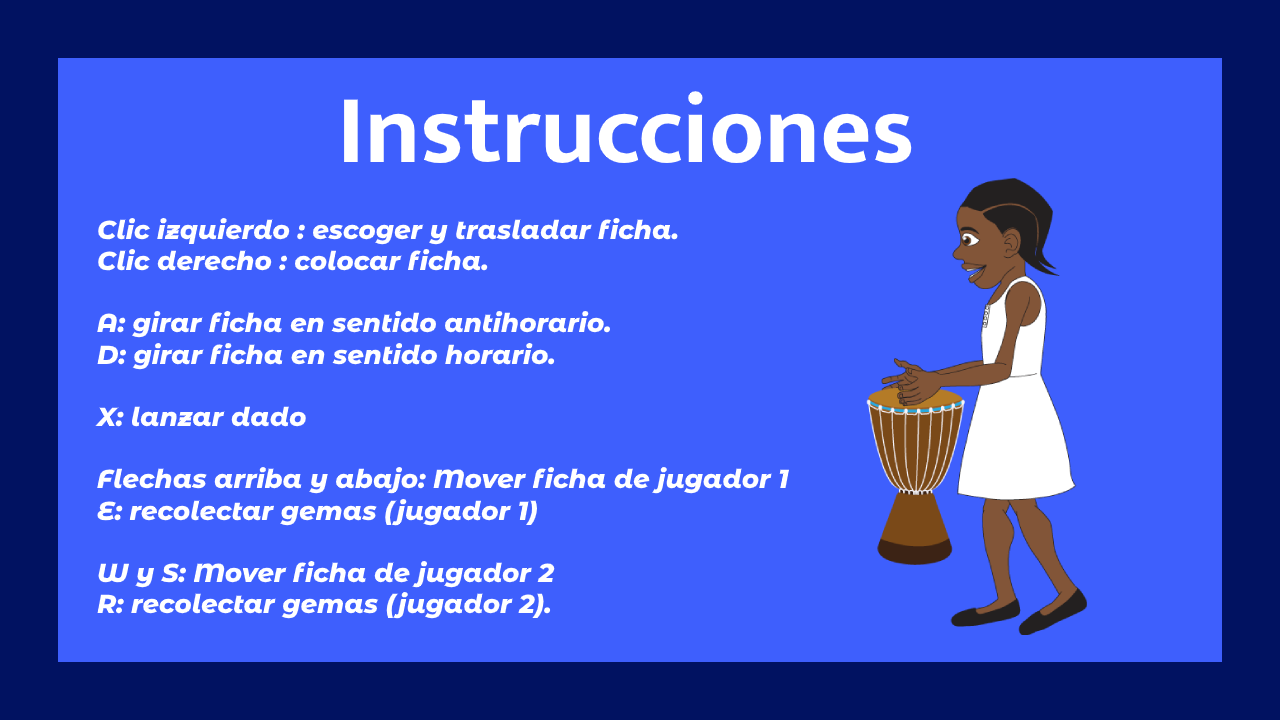 Instrucciones
Clic izquierdo : escoger y trasladar ficha.
Clic derecho : colocar ficha.
A: girar ficha en sentido antihorario.
D: girar ficha en sentido horario.
X: lanzar dado
Flechas arriba y abajo: Mover ficha de jugador 1
E: recolectar gemas (jugador 1)
W y S: Mover ficha de jugador 2
R: recolectar gemas (jugador 2).